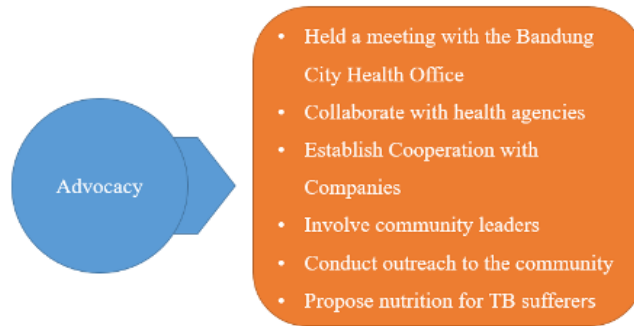 Advocacy
• Held a meeting with the Bandung
City Health Office
• Collaborate with health agencies
• Establish Cooperation with
Companies
• Involve community leaders
• Conduct outreach to the community
• Propose nutrition for TB sufferers